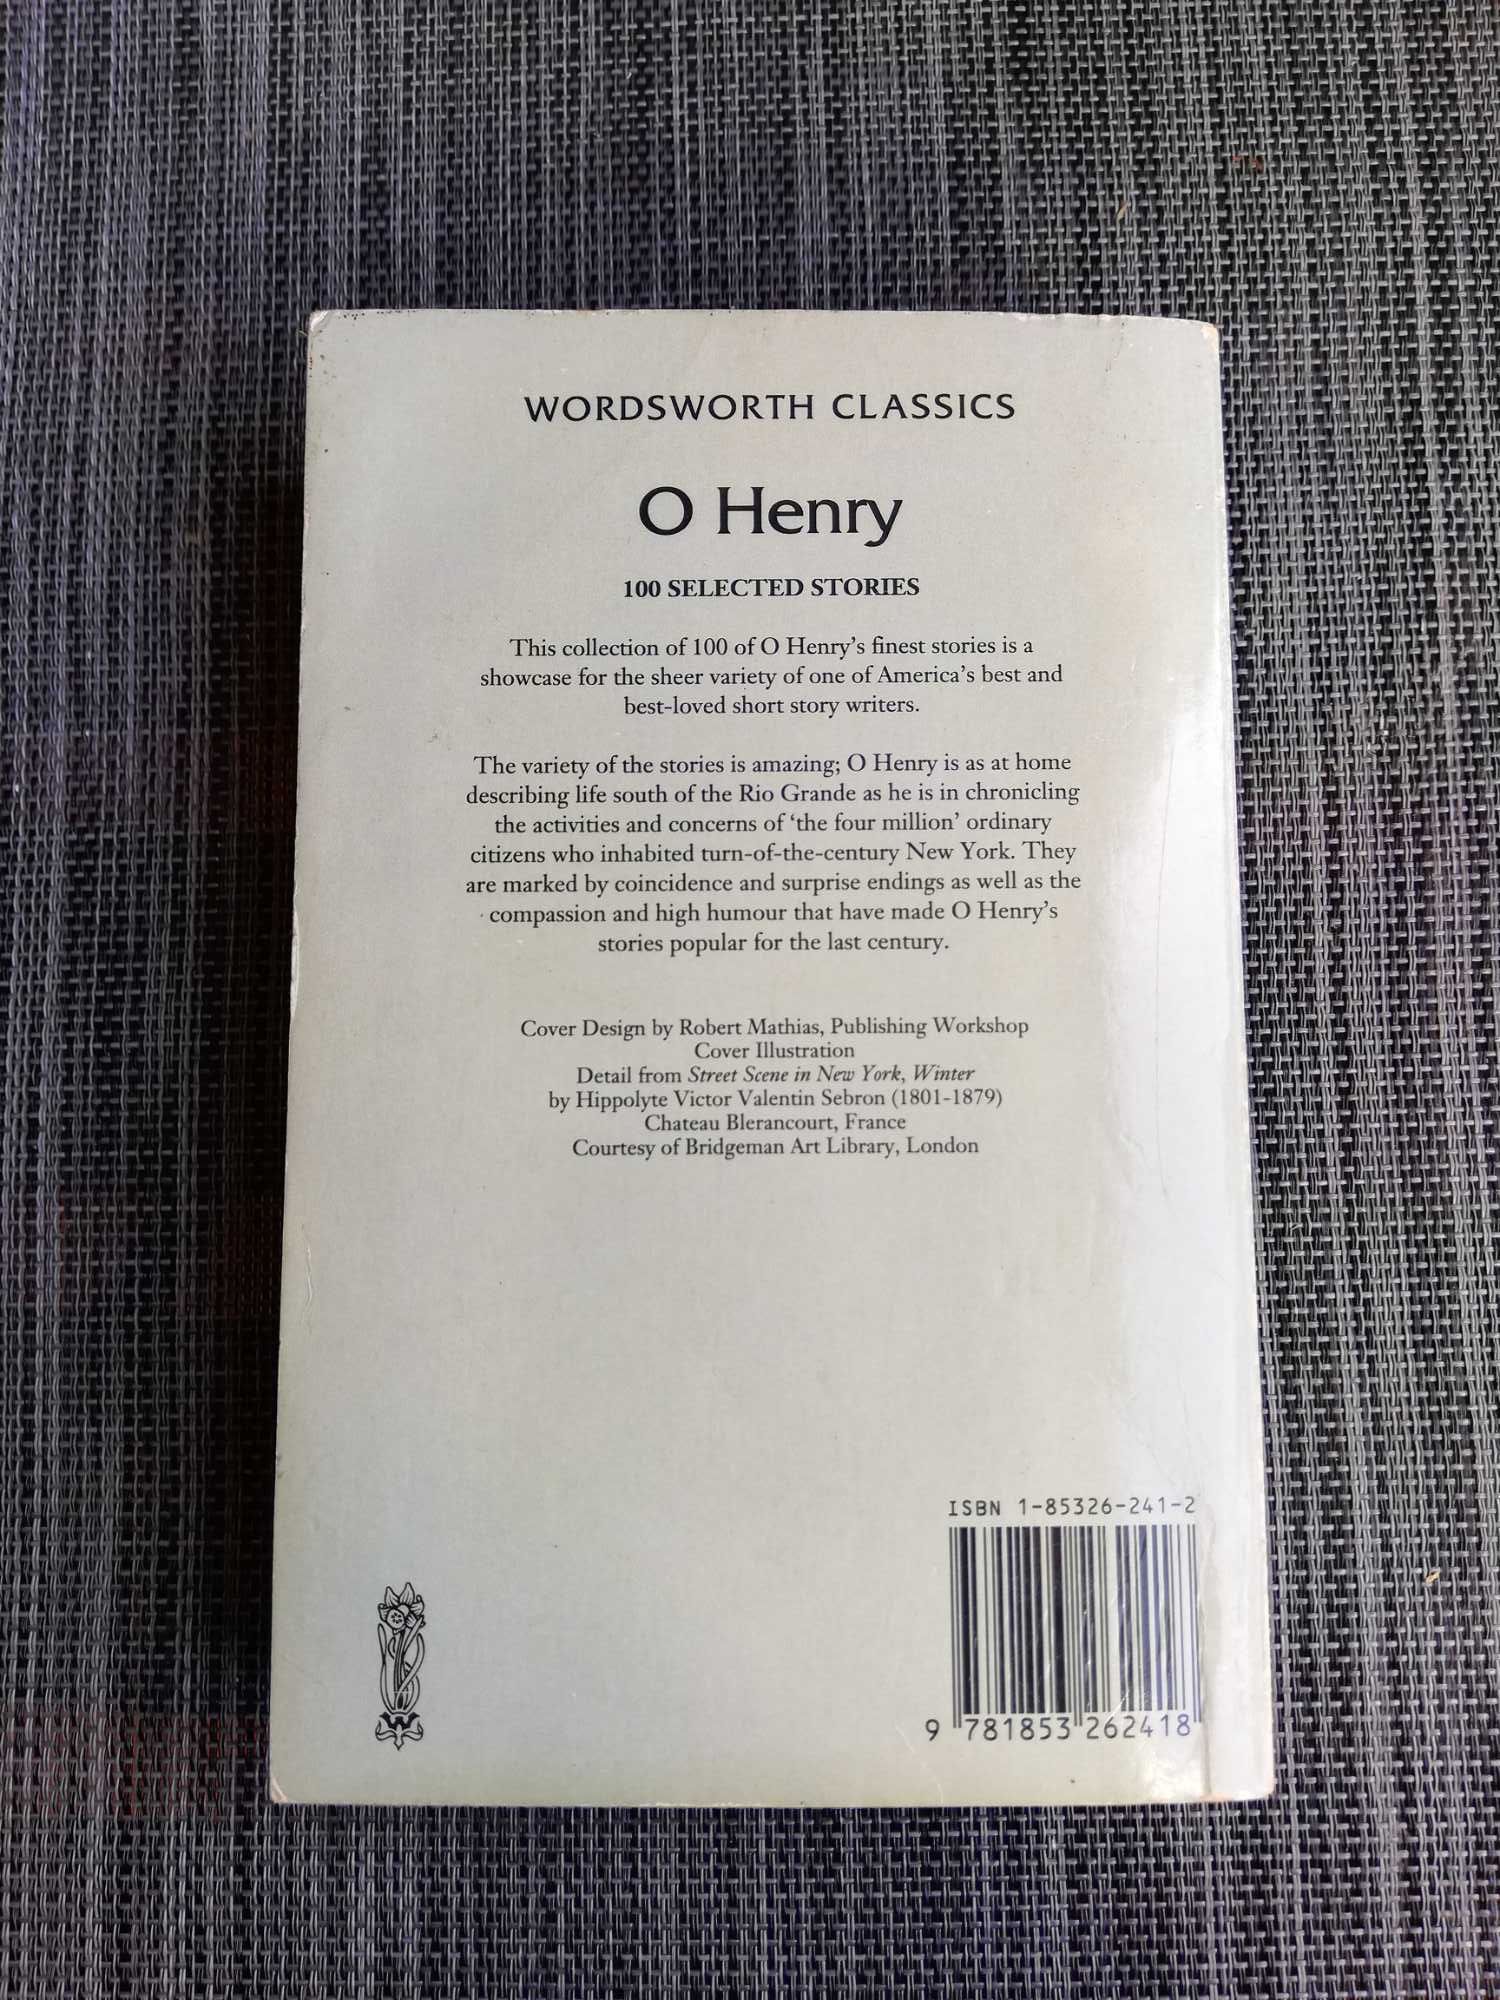 WORDSWORTH CLASSICS
O Henry
100 SELECTED STORIES
This collection of 100 of O Henry's finest stories is a
showcase for the sheer variety of one of America's best and
best-loved short story writers.
The variety of the stories is amazing; O Henry is as at home
describing life south of the Rio Grande as he is in chronicling
the activities and concerns of ‘the four million’ ordinary
citizens who inhabited turn-of-the-century New York. They
are marked by coincidence and surprise endings as well as the
compassion and high humour that have made O Henry's
stories popular for the last century.
Cover Design by Robert Mathias, Publishing Workshop
Cover Illustration
Detail from Street Scene in New York, Winter
by Hippolyte Victor Valentin Sebron (1801-1879)
Chateau Blerancourt, France
Courtesy of Bridgeman Art Library, London
ISBN 1-85326-241-2
9 781853 262418